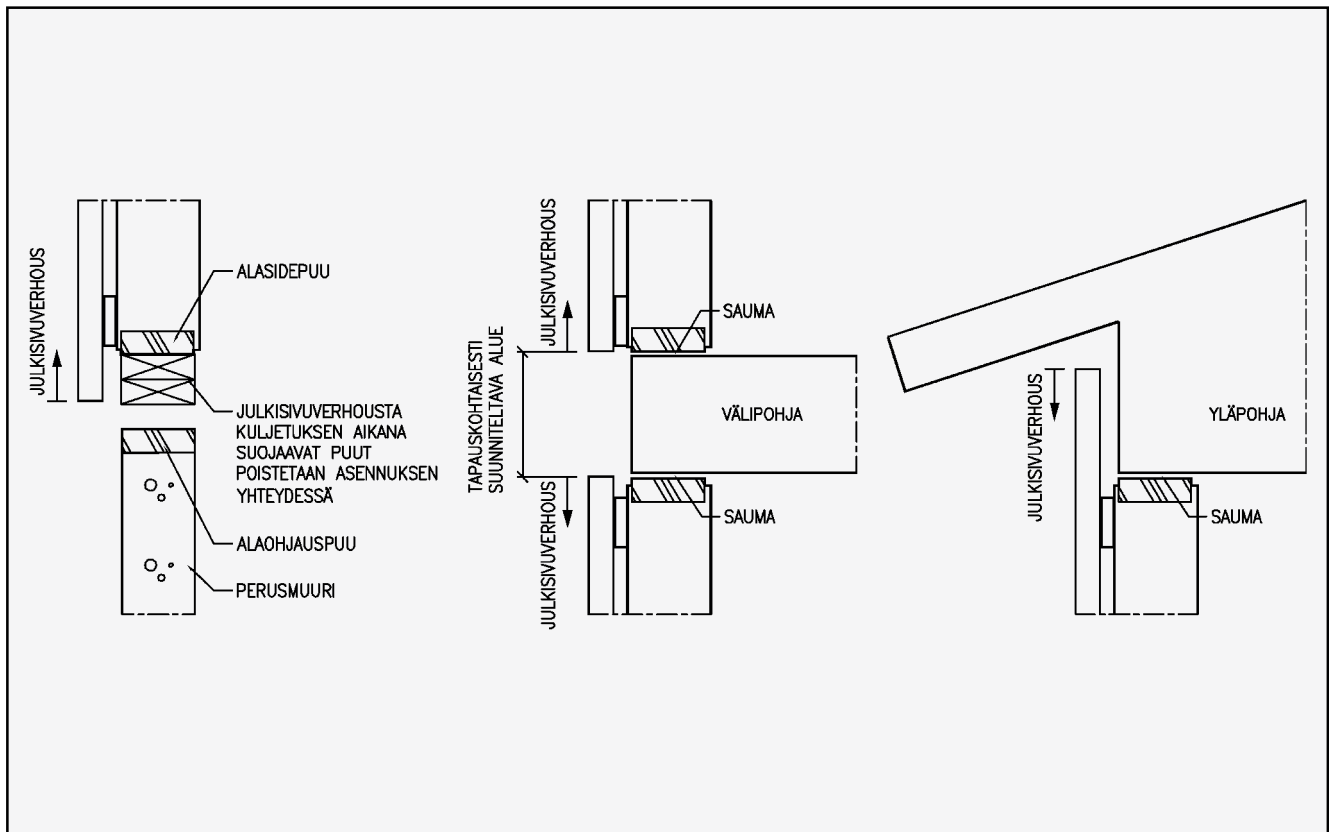 JULKISIVUVERHOUS
ALASIDEPUU
JULKISIVUVERHOUSTA
KULJETUKSEN AIKANA
SUOJAAVAT PUUT
POISTETAAN ASENNUKSEN
YHTEYDESSÄ
ALAOHJAUSPUU
PERUSMUURI
JULKISIVUVERHOUS
SAUMA
TAPAUSKOHTAISESTI
SUUNNITELTAVA ALUE
VÄLIPOHJA
SAUMA
JULKISIVUVERHOUS
YLÄPOHJA
JULKISIVUVERHOUS
SAUMA